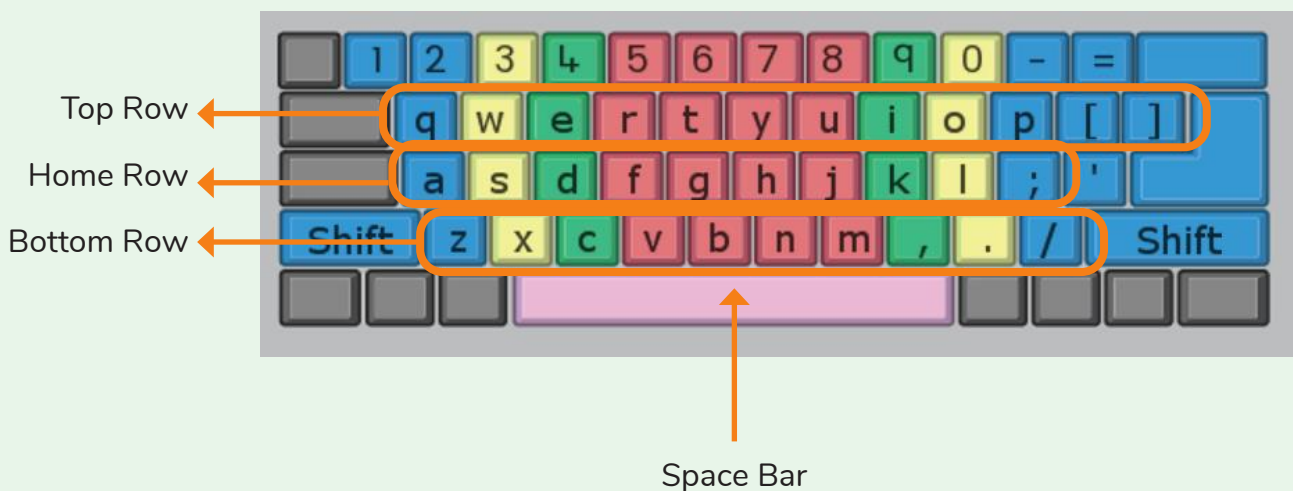 1 2 3 4 5 6 7 8 9 0 - =
Top Row q w e r t y u i o p [ ]
Home Row a s d f g h j k l ; '
Bottom Row Shift z x c v b n m , . / Shift
Space Bar